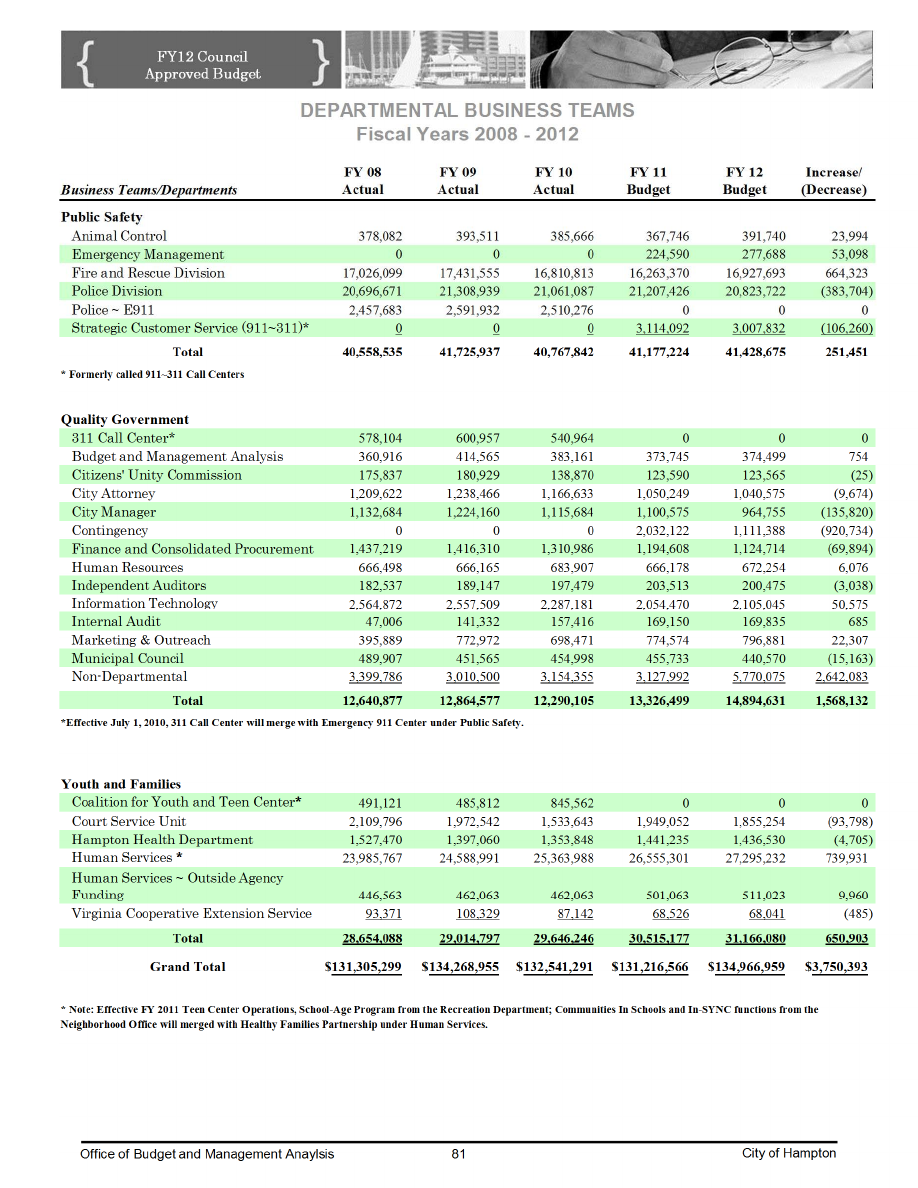 FY12 Council
Approved Budget
DEPARTMENTAL BUSINESS TEAMS
Fiscal Years 2008 - 2012
FY 08 FY 09 FY 10 FY 11 FY 12 Increase/
Business Teams/Departments Actual Actual Actual Budget Budget (Decrease)
Public Safety
Animal Control 378,082 393,511 385,666 367,746 391,740 23,994
Emergency Management 0 0 0 224,590 277,688 53,098
Fire and Rescue Division 17,026,099 17,431,555 16,810,813 16,263,370 16,927,693 664,323
Police Division 20,696,671 21,308,939 21,061,087 21,207,426 20,823,722 (383,704)
Police ~ E911 2,457,683 2,591,932 2,510,276 0 0 0
Strategic Customer Service (911~311)* 0 0 0 3,114,092 3,007,832 (106,260)
Total 40,558,535 41,725,937 40,767,842 41,177,224 41,428,675 251,451
* Formerly called 911~311 Call Centers
Quality Government
311 Call Center* 578,104 600,957 540,964 0 0 0
Budget and Management Analysis 360,916 414,565 383,161 373,745 374,499 754
Citizens' Unity Commission 175,837 180,929 138,870 123,590 123,565 (25)
City Attorney 1,209,622 1,238,466 1,166,633 1,050,249 1,040,575 (9,674)
City Manager 1,132,684 1,224,160 1,115,684 1,100,575 964,755 (135,820)
Contingency 0 0 0 2,032,122 1,111,388 (920,734)
Finance and Consolidated Procurement 1,437,219 1,416,310 1,310,986 1,194,608 1,124,714 (69,894)
Human Resources 666,498 666,165 683,907 666,178 672,254 6,076
Independent Auditors 182,537 189,147 197,479 203,513 200,475 (3,038)
Information Technology 2,564,872 2,557,509 2,287,181 2,054,470 2,105,045 50,575
Internal Audit 47,006 141,332 157,416 169,150 169,835 685
Marketing & Outreach 395,889 772,972 698,471 774,574 796,881 22,307
Municipal Council 489,907 451,565 454,998 455,733 440,570 (15,163)
Non-Departmental 3,399,786 3,010,500 3,154,355 3,127,992 5,770,075 2,642,083
Total 12,640,877 12,864,577 12,290,105 13,326,499 14,894,631 1,568,132
*Effective July 1, 2010, 311 Call Center will merge with Emergency 911 Center under Public Safety.
Youth and Families
Coalition for Youth and Teen Center* 491,121 485,812 845,562 0 0 0
Court Service Unit 2,109,796 1,972,542 1,533,643 1,949,052 1,855,254 (93,798)
Hampton Health Department 1,527,470 1,397,060 1,353,848 1,441,235 1,436,530 (4,705)
Human Services * 23,985,767 24,588,991 25,363,988 26,555,301 27,295,232 739,931
Human Services ~ Outside Agency
Funding 446,563 462,063 462,063 501,063 511,023 9,960
Virginia Cooperative Extension Service 93,371 108,329 87,142 68,526 68,041 (485)
Total 28,654,088 29,014,797 29,646,246 30,515,177 31,166,080 650,903
Grand Total $131,305,299 $134,268,955 $132,541,291 $131,216,566 $134,966,959 $3,750,393
* Note: Effective FY 2011 Teen Center Operations, School-Age Program from the Recreation Department; Communities In Schools and In-SYNC functions from the
Neighborhood Office will merged with Healthy Families Partnership under Human Services.
Office of Budget and Management Anaylsis 81 City of Hampton